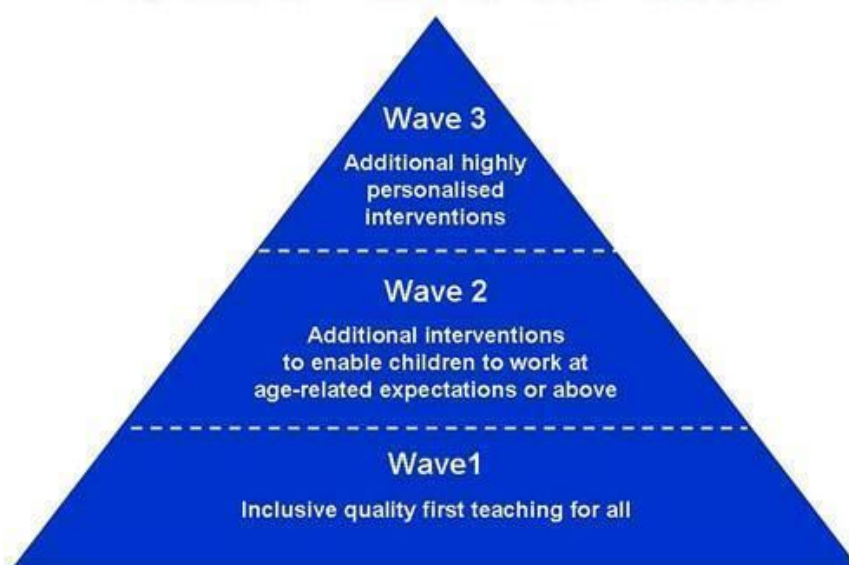 Wave 3
Additional highly
personalised
interventions
Wave 2
Additional interventions
to enable children to work at
age-related expectations or above
Wave1
Inclusive quality first teaching for all